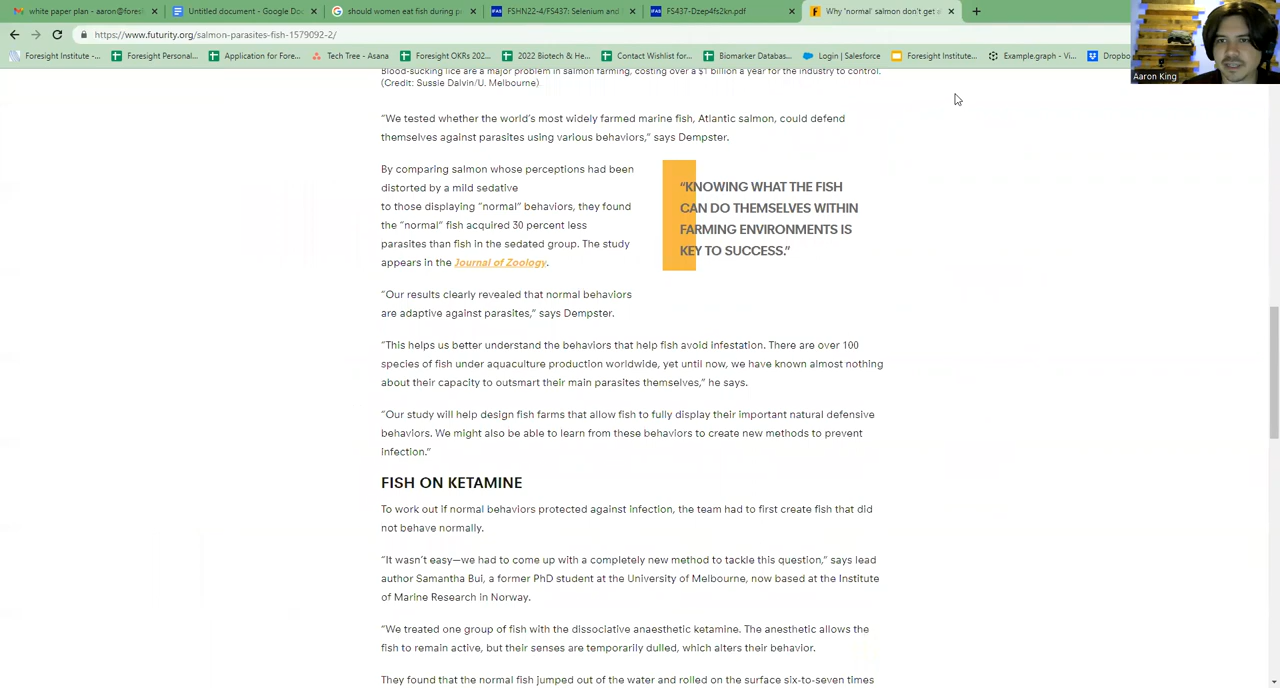 white paper plan - aaron@fores
Untitled document - Google Doc
should women eat fish during p
FSHN22-4/FS437: Selenium and
FS437-Dzep4fs2kn.pdf
Why 'normal' salmon don't get a
https://www.futurity.org/salmon-parasites-fish-1579092-2/
Foresight Institute -...
Foresight Personal...
Application for Fore...
Tech Tree - Asana
Foresight OKRs 202...
2022 Biotech & He...
Contact Wishlist for...
Biomarker Databas...
Login | Salesforce
Foresight Institute...
Example.graph - Vi...
Dropbo
Aaron King
Blood-sucking lice are a major problem in salmon farming, costing over a $1 billion a year for the industry to control.
(Credit: Sussie Dalvin/U. Melbourne)
“We tested whether the world’s most widely farmed marine fish, Atlantic salmon, could defend
themselves against parasites using various behaviors,” says Dempster.
By comparing salmon whose perceptions had been
distorted by a mild sedative
to those displaying “normal” behaviors, they found
the “normal” fish acquired 30 percent less
parasites than fish in the sedated group. The study
appears in the Journal of Zoology.
“KNOWING WHAT THE FISH
CAN DO THEMSELVES WITHIN
FARMING ENVIRONMENTS IS
KEY TO SUCCESS.”
“Our results clearly revealed that normal behaviors
are adaptive against parasites,” says Dempster.
“This helps us better understand the behaviors that help fish avoid infestation. There are over 100
species of fish under aquaculture production worldwide, yet until now, we have known almost nothing
about their capacity to outsmart their main parasites themselves,” he says.
“Our study will help design fish farms that allow fish to fully display their important natural defensive
behaviors. We might also be able to learn from these behaviors to create new methods to prevent
infection.”
FISH ON KETAMINE
To work out if normal behaviors protected against infection, the team had to first create fish that did
not behave normally.
“It wasn’t easy—we had to come up with a completely new method to tackle this question,” says lead
author Samantha Bui, a former PhD student at the University of Melbourne, now based at the Institute
of Marine Research in Norway.
“We treated one group of fish with the dissociative anaesthetic ketamine. The anesthetic allows the
fish to remain active, but their senses are temporarily dulled, which alters their behavior.
They found that the normal fish jumped out of the water and rolled on the surface six-to-seven times